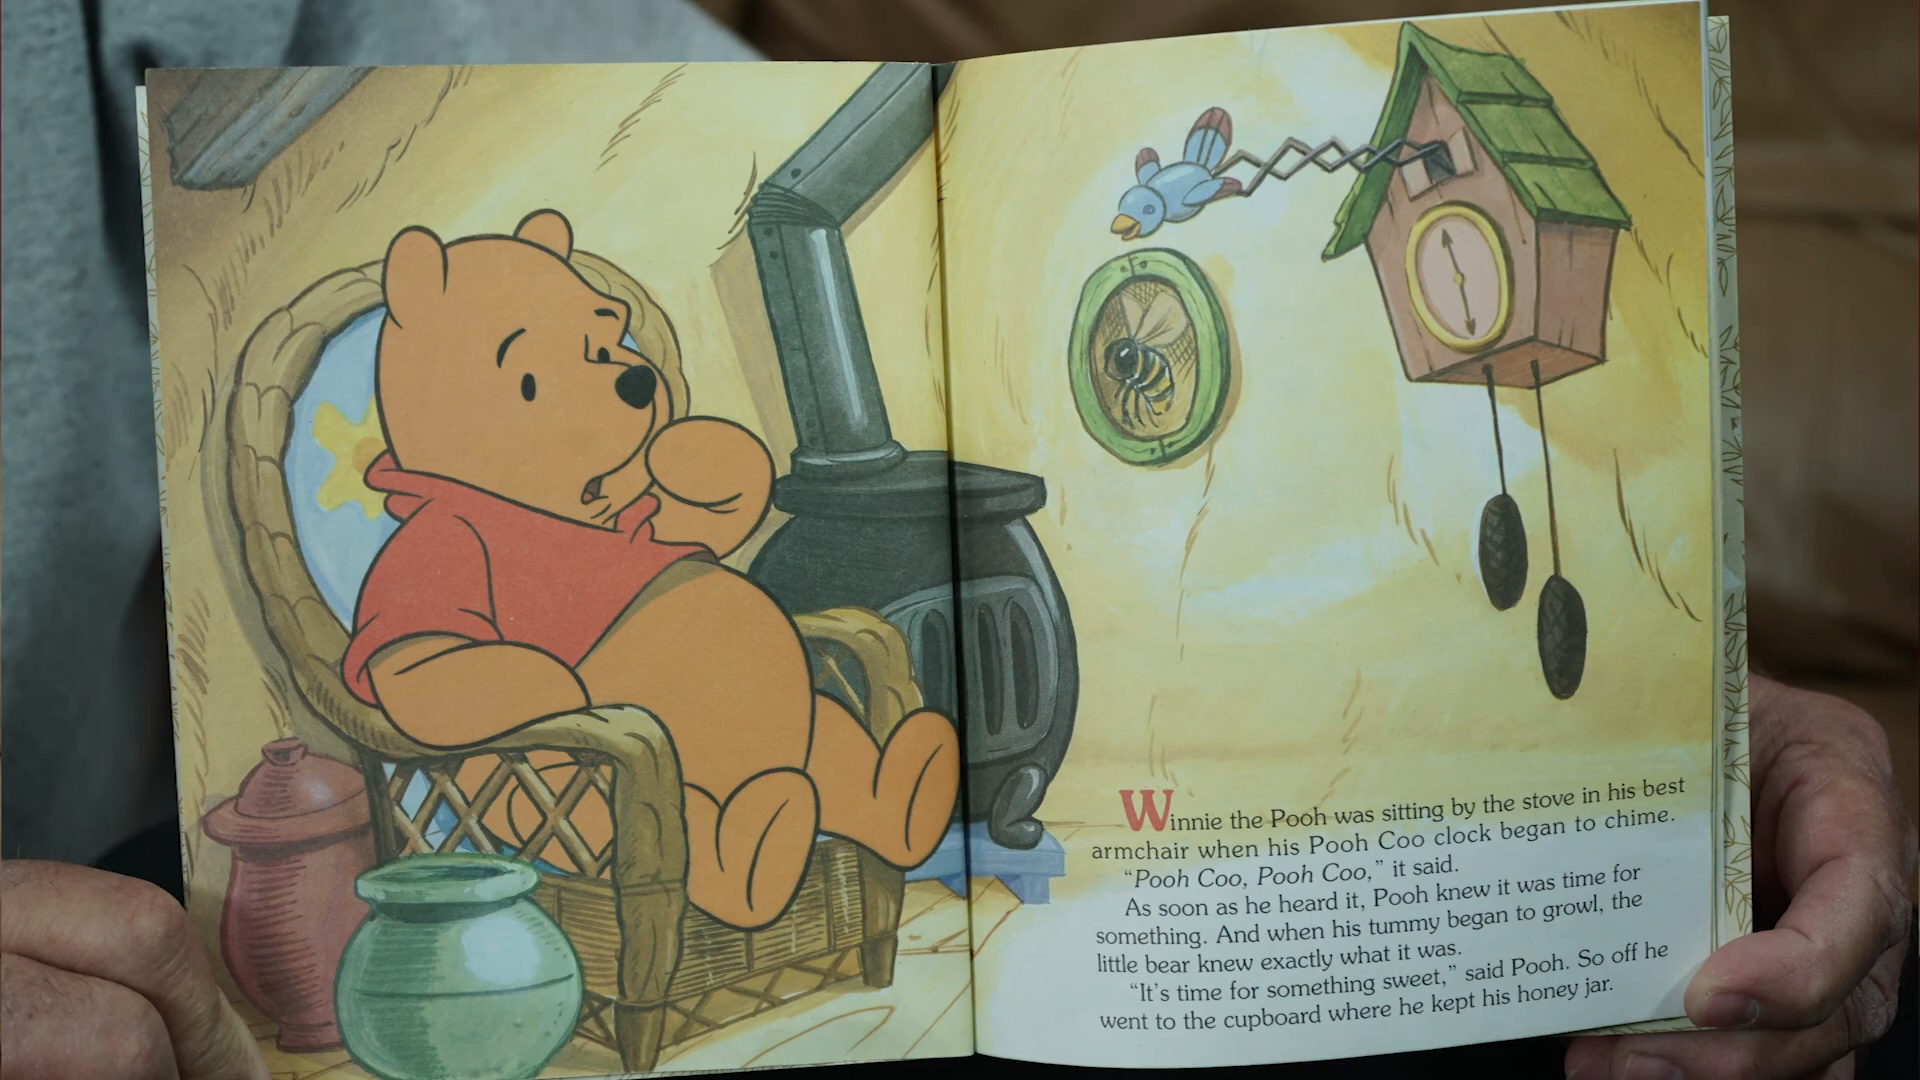 Winnie the Pooh was sitting by the stove in his best
armchair when his Pooh Coo clock began to chime.
“Pooh Coo, Pooh Coo,” it said.
As soon as he heard it, Pooh knew it was time for
something. And when his tummy began to growl, the
little bear knew exactly what it was.
“It’s time for something sweet,” said Pooh. So off he
went to the cupboard where he kept his honey jar.